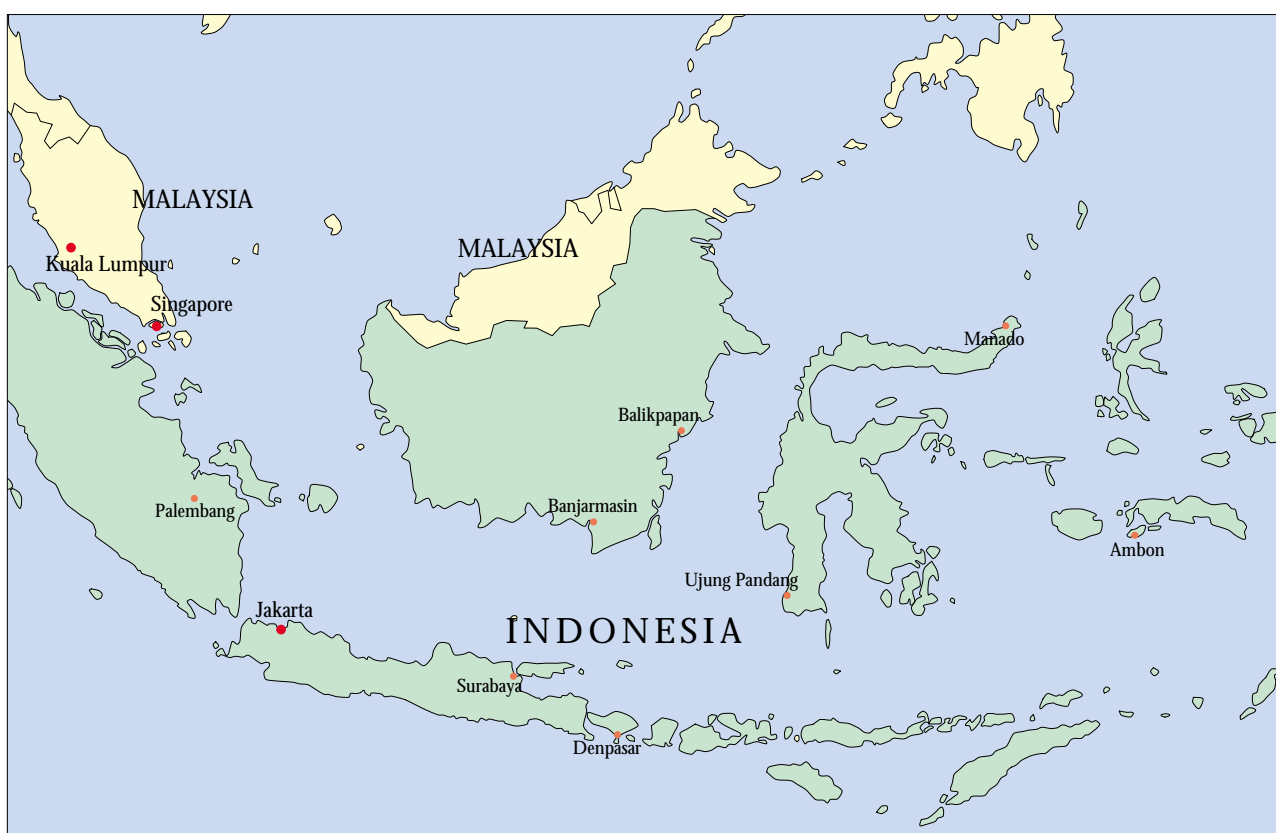 MALAYSIA
MALAYSIA
Kuala Lumpur
Singapore
Manado
Balikpapan
Palembang
Banjarmasin
Ambon
Ujung Pandang
Jakarta
INDONESIA
Surabaya
Denpasar